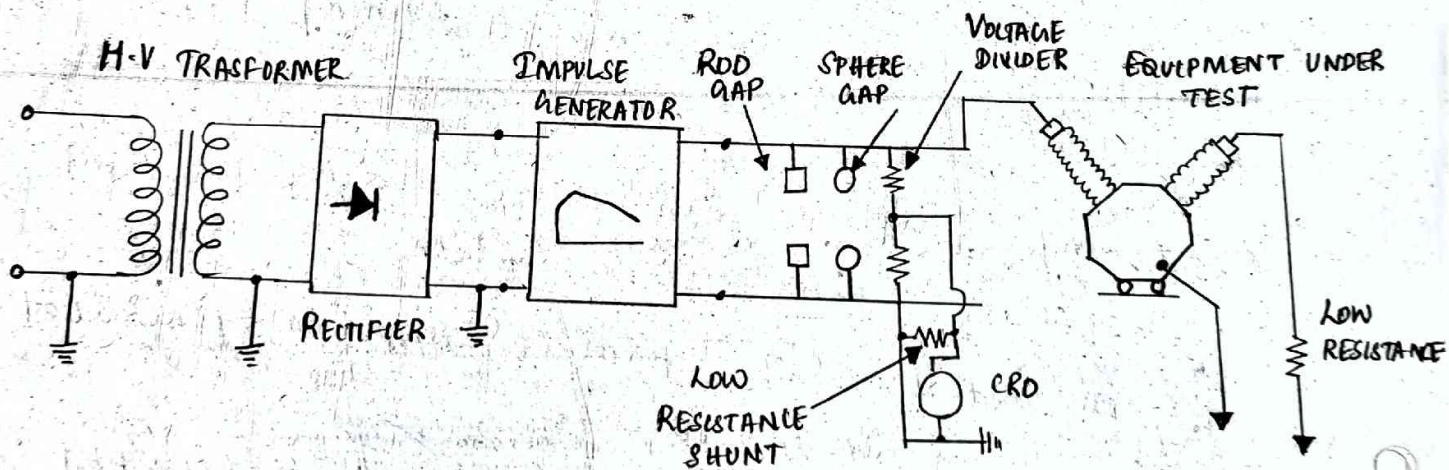 H-V TRASFORMER
IMPULSE
GENERATOR
ROD
GAP
SPHERE
GAP
VOLTAGE
DIVIDER
EQUIPMENT UNDER
TEST
RECTIFIER
LOW
RESISTANCE
SHUNT
CRO
LOW
RESISTANCE